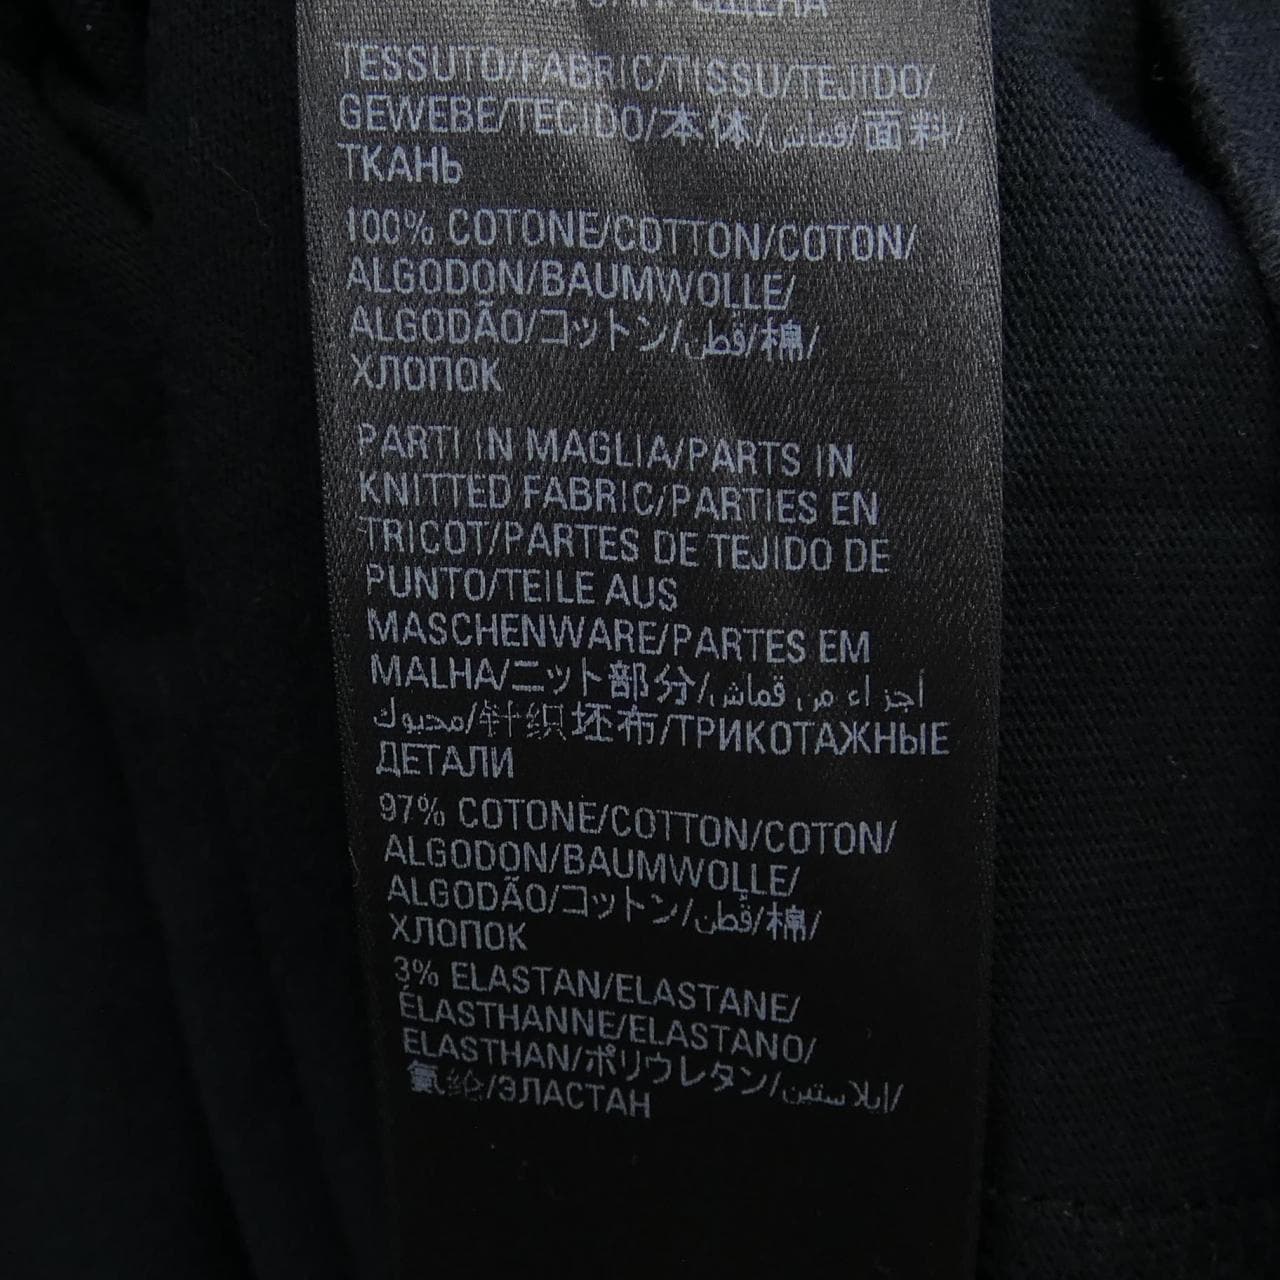 TESSUTO/FABRIC/TISSU/TEJIDO/
GEWEBE/TECIDO/本体/قماش/面料/
ТКАНЬ
100% COTONE/COTTON/COTON/
ALGODON/BAUMWOLLE/
ALGODÃO/コットン/قطن/棉/
ХЛОПОК
PARTI IN MAGLIA/PARTS IN
KNITTED FABRIC/PARTIES EN
TRICOT/PARTES DE TEJIDO DE
PUNTO/TEILE AUS
MASCHENWARE/PARTES EM
MALHA/ニット部分/أجزاء من قماش
محبوك/针织坯布/ТРИКОТАЖНЫЕ
ДЕТАЛИ
97% COTONE/COTTON/COTON/
ALGODON/BAUMWOLLE/
ALGODÃO/コットン/قطن/棉/
ХЛОПОК
3% ELASTAN/ELASTANE/
ÉLASTHANNE/ELASTANO/
ELASTHAN/ポリウレタン/إيلاستين/
氨纶/ЭЛАСТАН